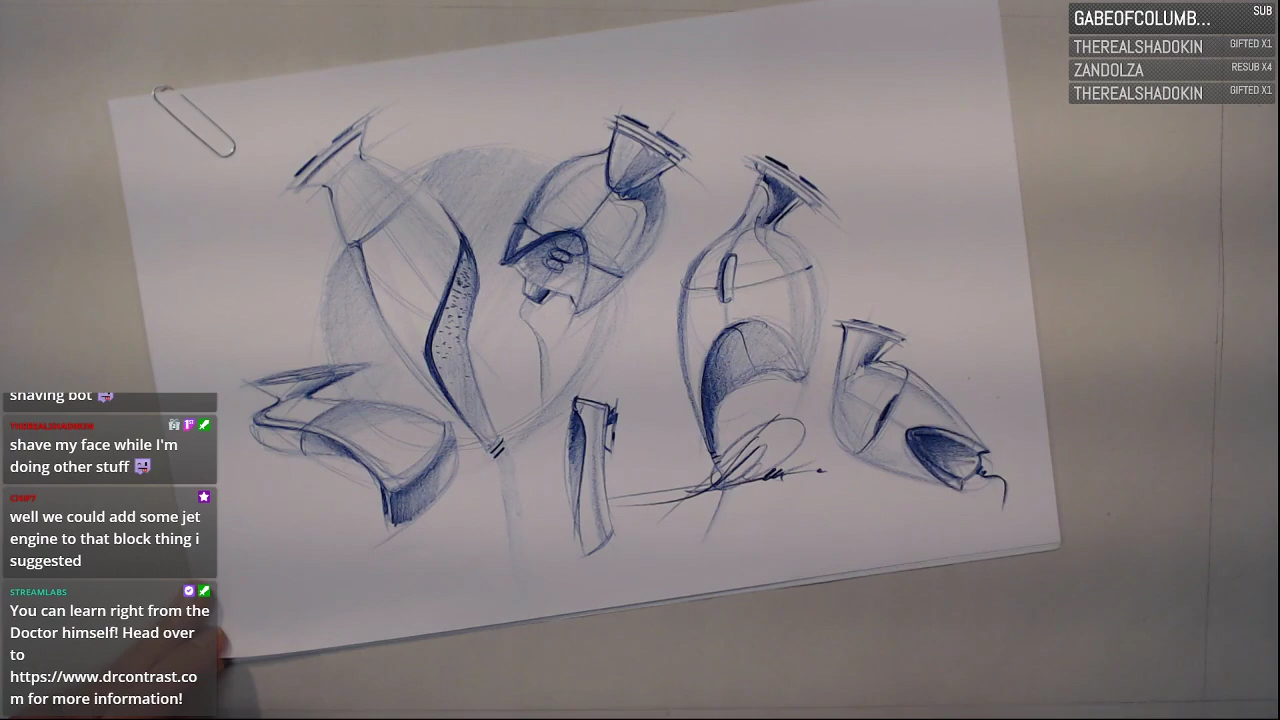 GABEOFCOLUMB... SUB
THEREALSHADOKIN GIFTED X1
ZANDOLZA RESUB X4
THEREALSHADOKIN GIFTED X1
shaving bot
THEREALSHADOKIN
shave my face while I'm
doing other stuff
well we could add some jet
engine to that block thing i
suggested
STREAMLABS
You can learn right from the
Doctor himself! Head over
to
https://www.drcontrast.co
m for more information!